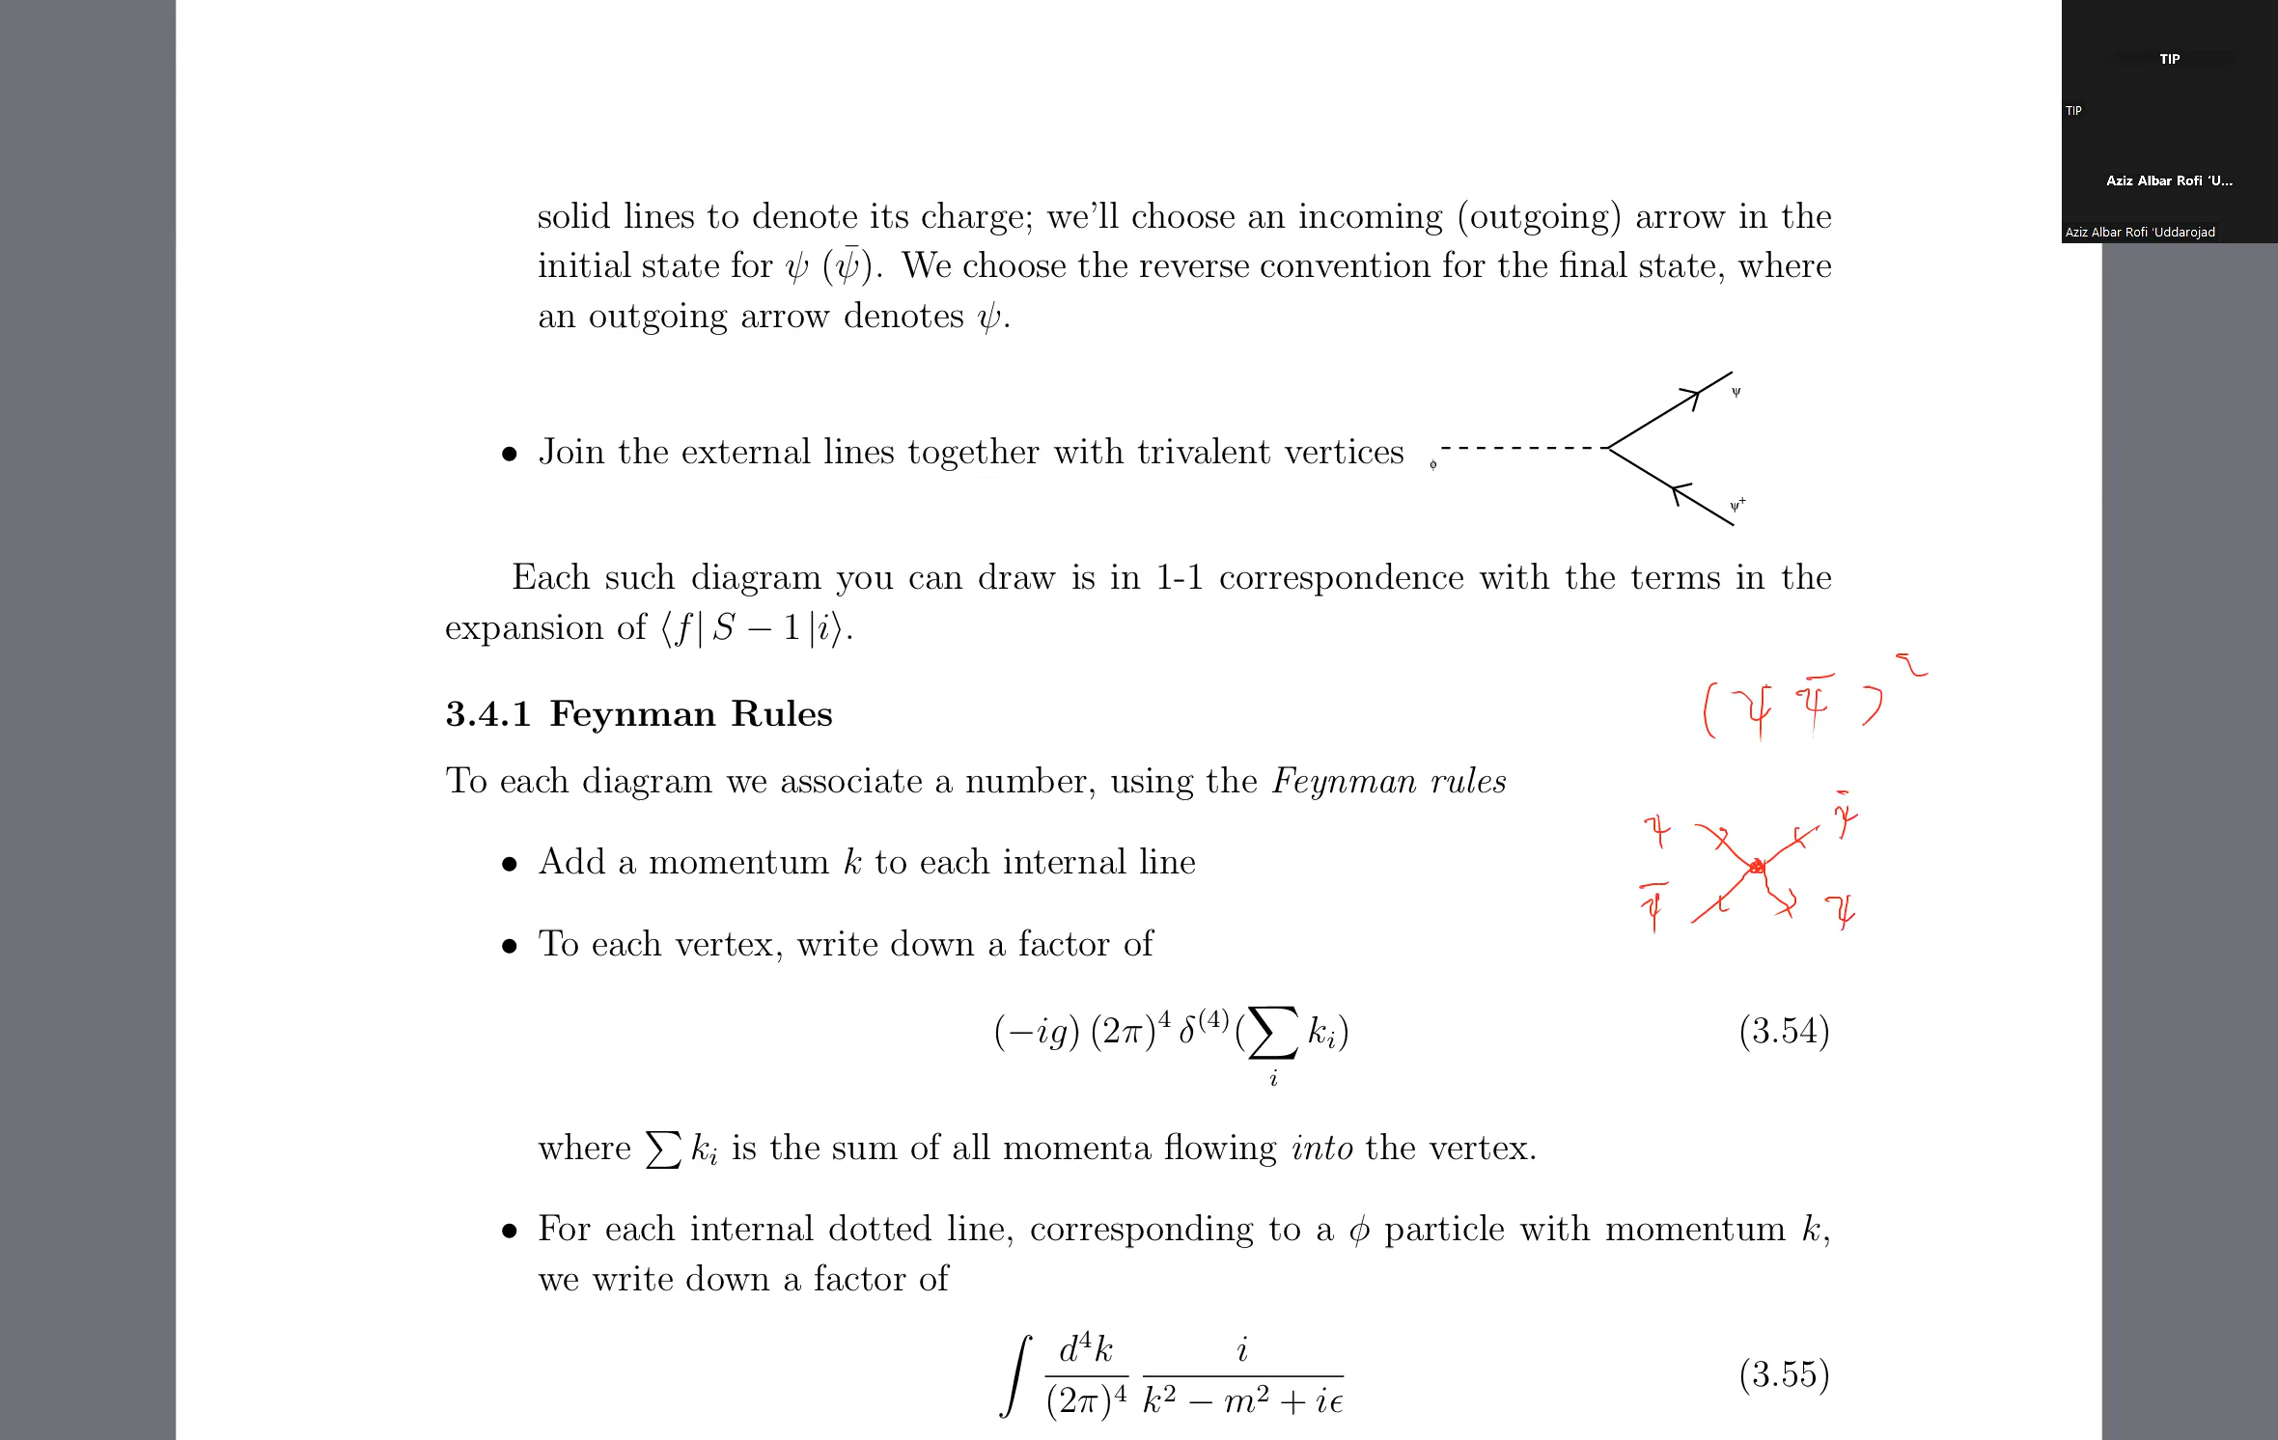 TIP
TIP
Aziz Albar Rofi 'U...
Aziz Albar Rofi 'Uddarojad
solid lines to denote its charge; we'll choose an incoming (outgoing) arrow in the
initial state for ψ (ψ̄). We choose the reverse convention for the final state, where
an outgoing arrow denotes ψ.
ψ
• Join the external lines together with trivalent vertices
ϕ
ψ⁺
Each such diagram you can draw is in 1-1 correspondence with the terms in the
expansion of ⟨f| S − 1 |i⟩.
(ψ ψ̄)²
3.4.1 Feynman Rules
To each diagram we associate a number, using the Feynman rules
ψ ψ̄
• Add a momentum k to each internal line
ψ̄ ψ
• To each vertex, write down a factor of
(−ig) (2π)⁴ δ⁽⁴⁾(∑ᵢ kᵢ) (3.54)
where ∑ kᵢ is the sum of all momenta flowing into the vertex.
• For each internal dotted line, corresponding to a ϕ particle with momentum k,
we write down a factor of
∫ d⁴k/(2π)⁴ i/(k² − m² + iϵ) (3.55)